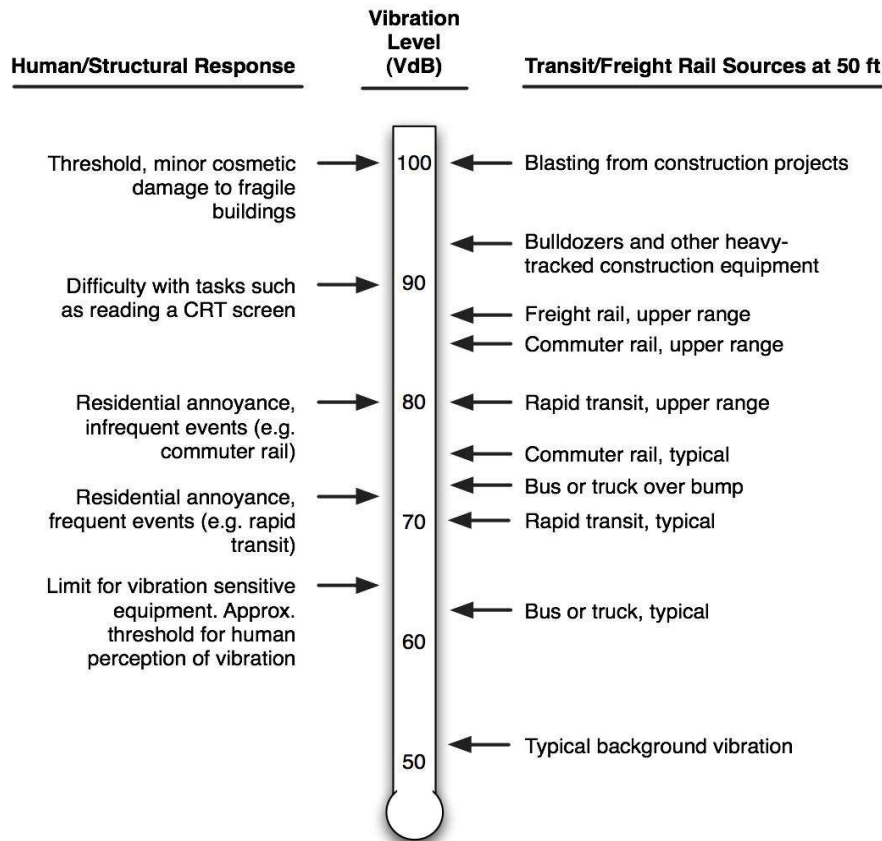 Vibration
Level
(VdB)
Human/Structural Response
Transit/Freight Rail Sources at 50 ft
Threshold, minor cosmetic
damage to fragile
buildings
100
Blasting from construction projects
Bulldozers and other heavy-
tracked construction equipment
Difficulty with tasks such
as reading a CRT screen
90
Freight rail, upper range
Commuter rail, upper range
Residential annoyance,
infrequent events (e.g.
commuter rail)
80
Rapid transit, upper range
Commuter rail, typical
Bus or truck over bump
Residential annoyance,
frequent events (e.g. rapid
transit)
70
Rapid transit, typical
Limit for vibration sensitive
equipment. Approx.
threshold for human
perception of vibration
Bus or truck, typical
60
Typical background vibration
50